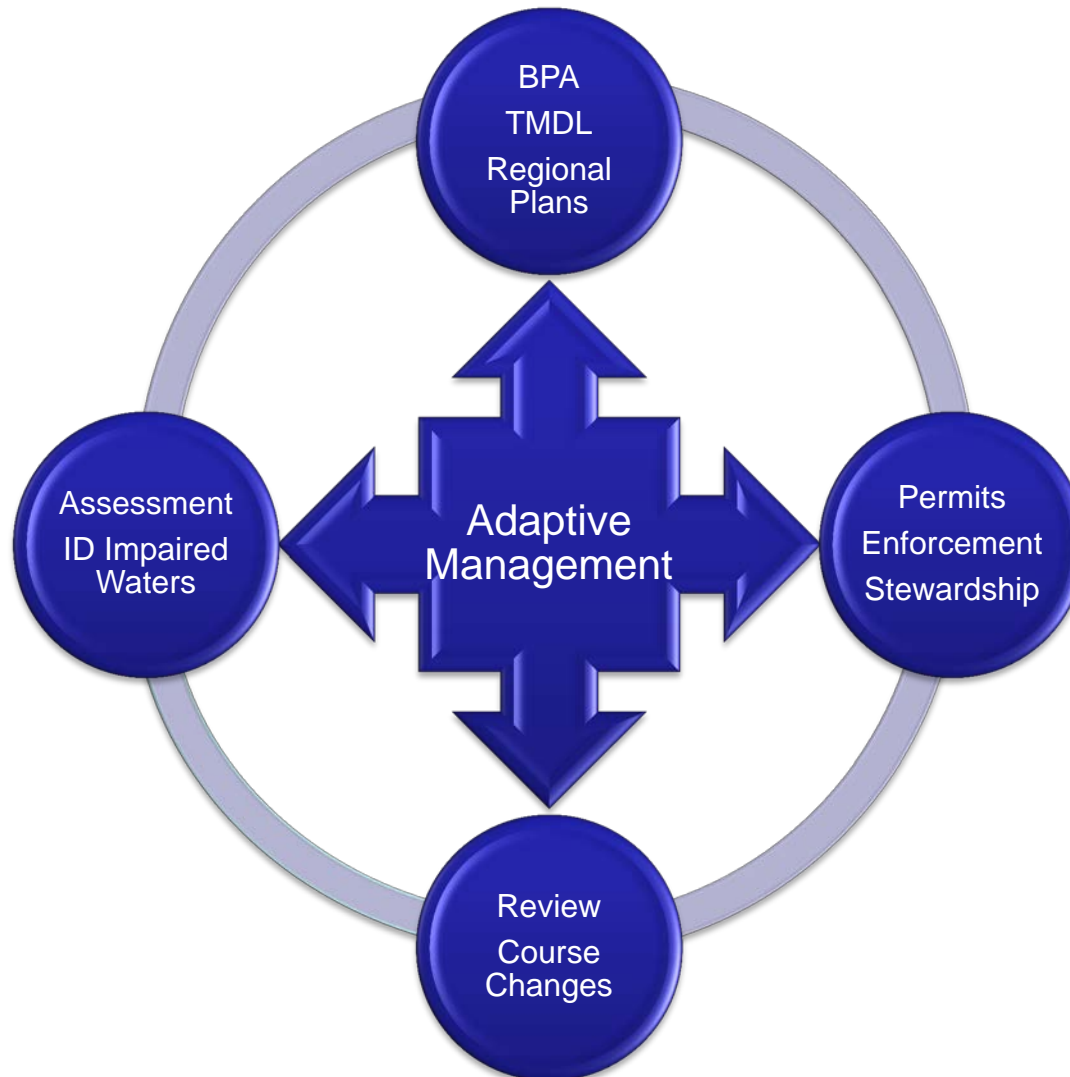 BPA
TMDL
Regional
Plans
Assessment
ID Impaired
Waters
Adaptive
Management
Permits
Enforcement
Stewardship
Review
Course
Changes